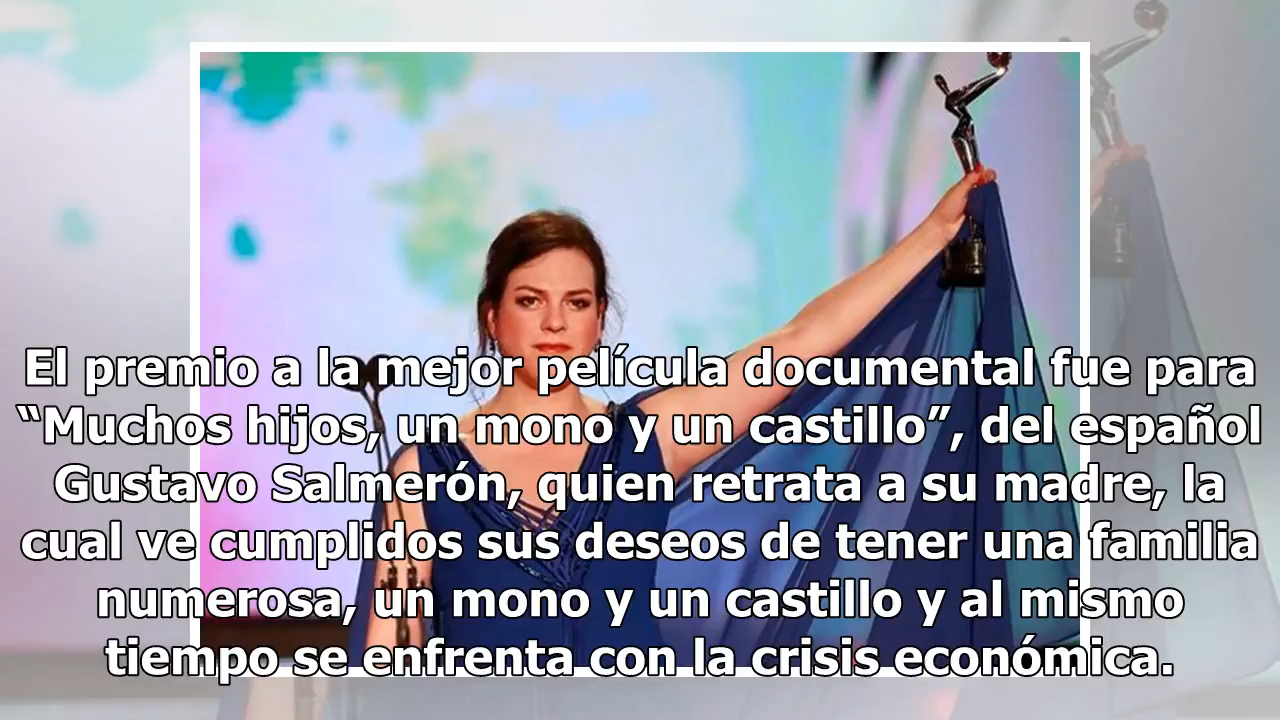 El premio a la mejor película documental fue para
“Muchos hijos, un mono y un castillo”, del español
Gustavo Salmerón, quien retrata a su madre, la
cual ve cumplidos sus deseos de tener una familia
numerosa, un mono y un castillo y al mismo
tiempo se enfrenta con la crisis económica.